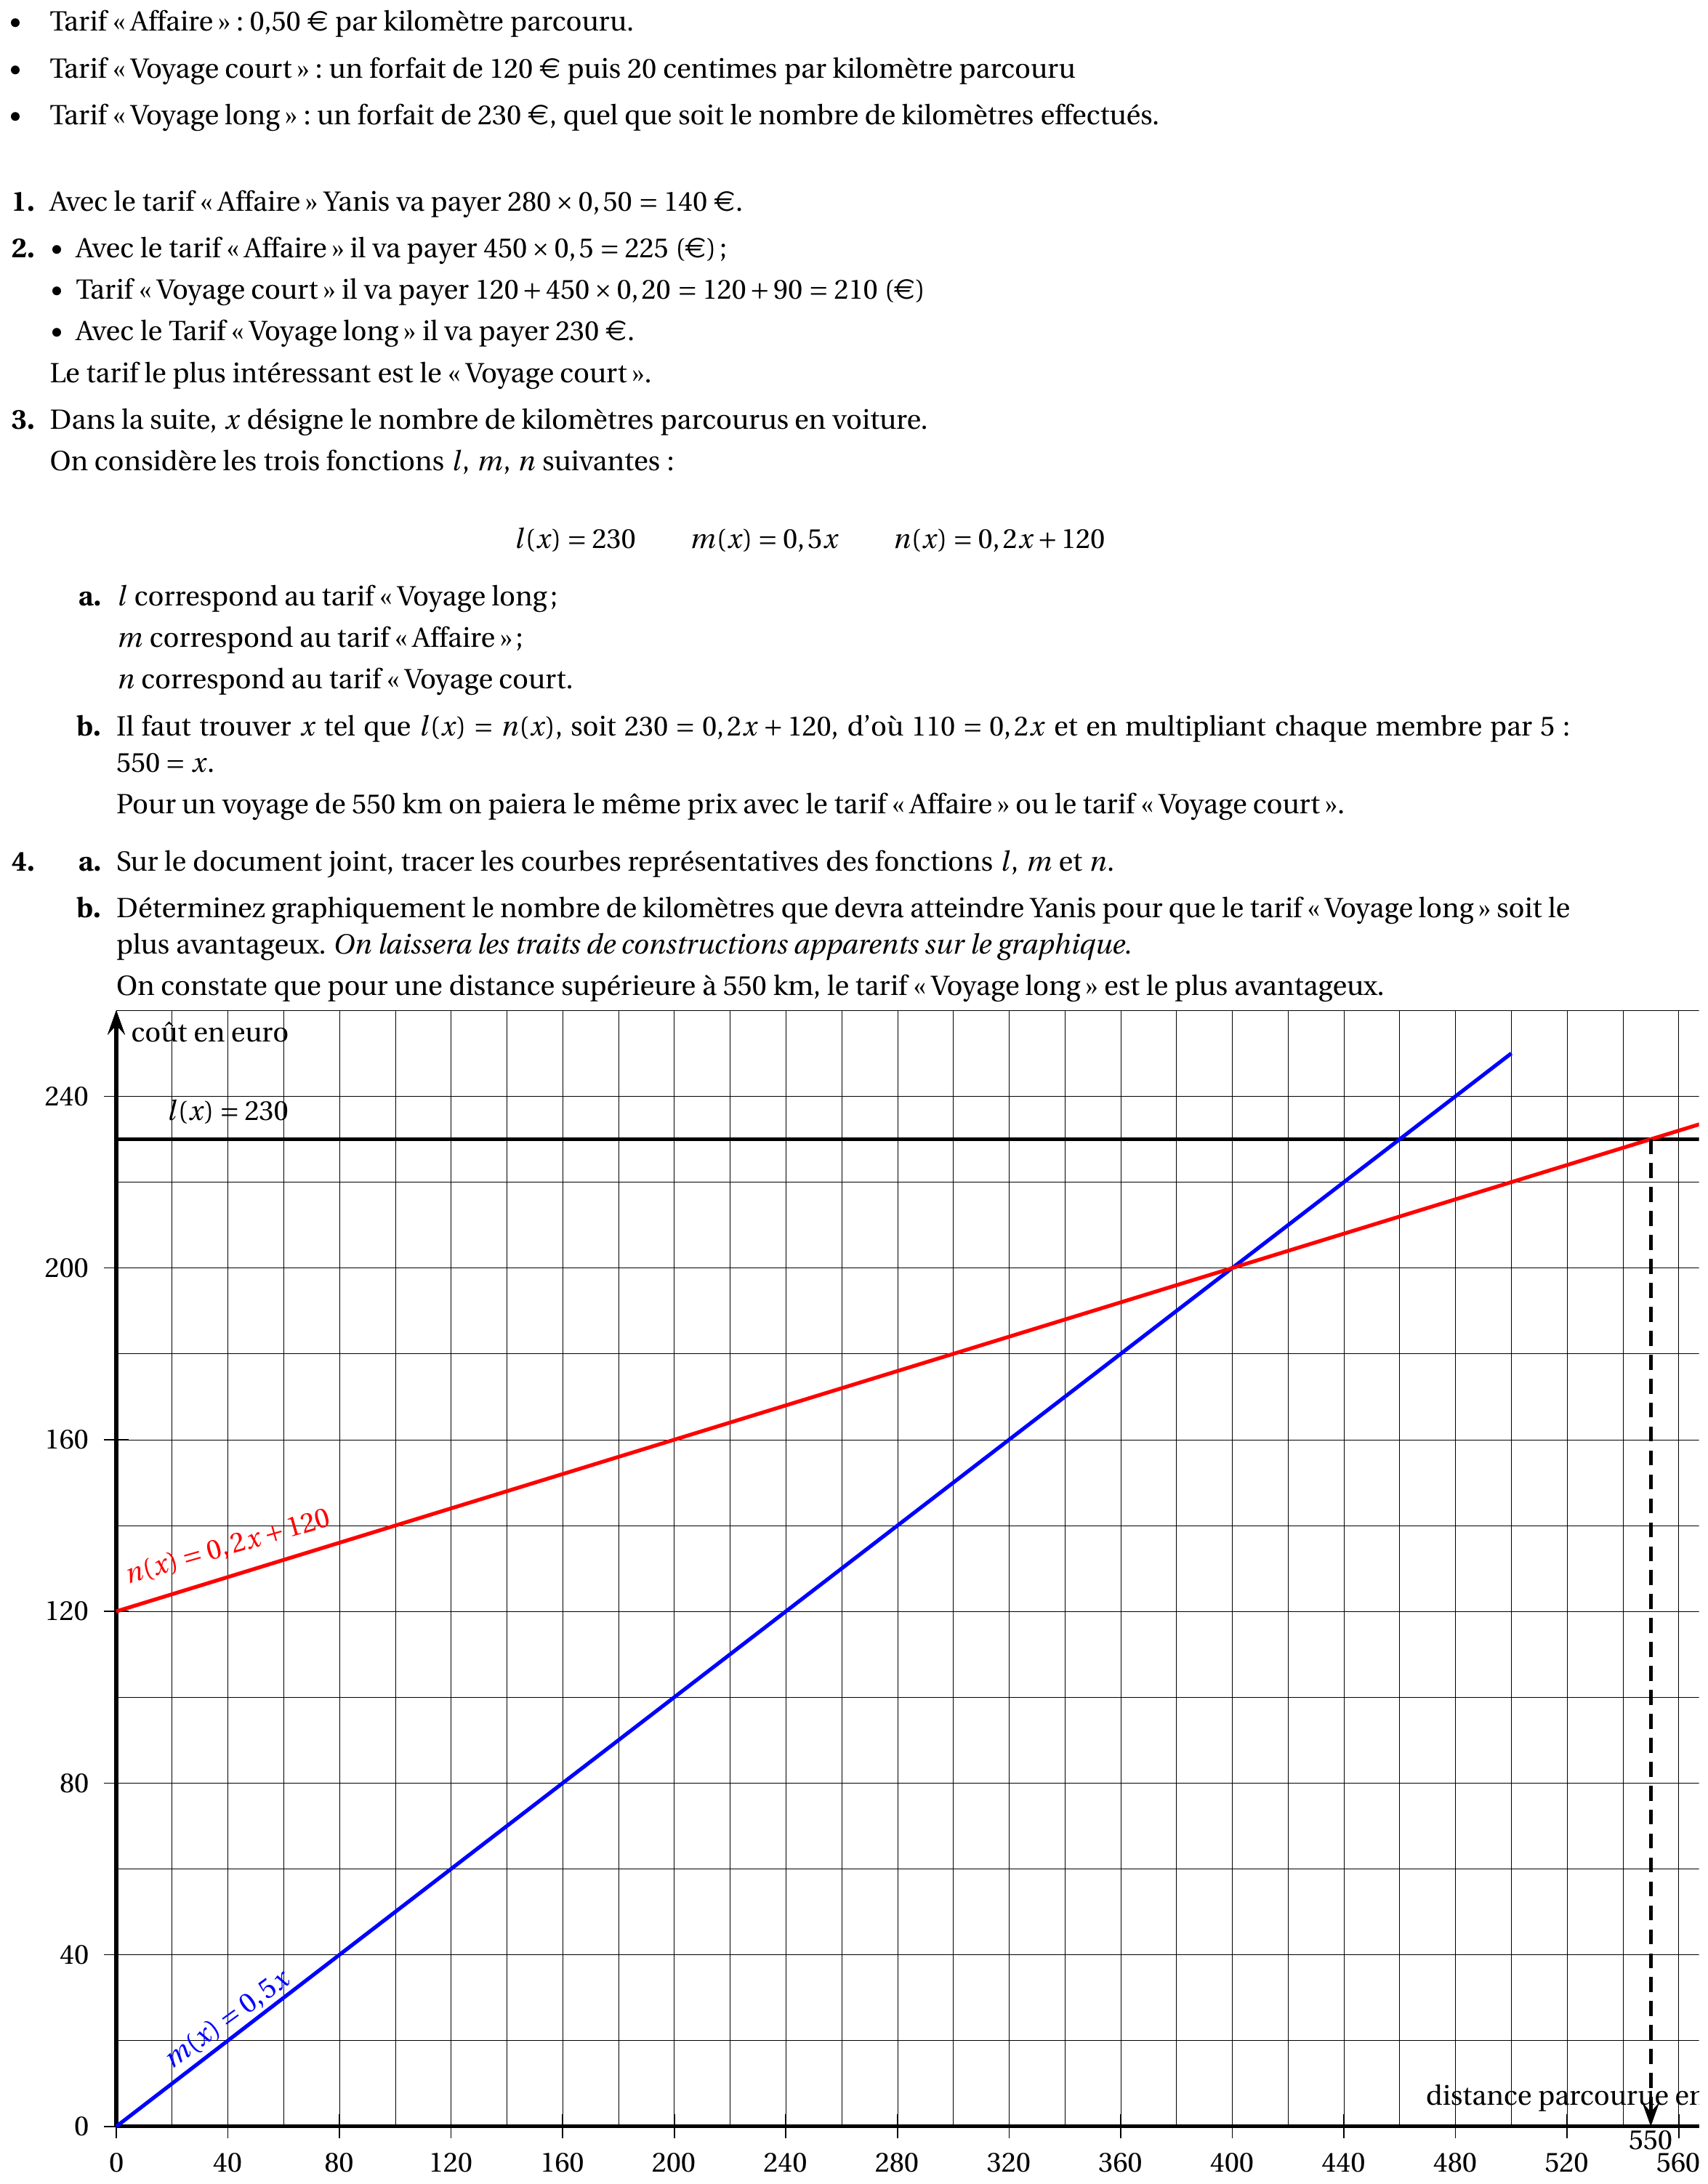 • Tarif « Affaire » : 0,50 € par kilomètre parcouru.
• Tarif « Voyage court » : un forfait de 120 € puis 20 centimes par kilomètre parcouru
• Tarif « Voyage long » : un forfait de 230 €, quel que soit le nombre de kilomètres effectués.
1. Avec le tarif « Affaire » Yanis va payer 280 × 0,50 = 140 €.
2. • Avec le tarif « Affaire » il va payer 450 × 0,5 = 225 (€) ;
• Tarif « Voyage court » il va payer 120 + 450 × 0,20 = 120 + 90 = 210 (€)
• Avec le Tarif « Voyage long » il va payer 230 €.
Le tarif le plus intéressant est le « Voyage court ».
3. Dans la suite, x désigne le nombre de kilomètres parcourus en voiture.
On considère les trois fonctions l, m, n suivantes :
l(x) = 230 m(x) = 0,5x n(x) = 0,2x + 120
a. l correspond au tarif « Voyage long ;
m correspond au tarif « Affaire » ;
n correspond au tarif « Voyage court.
b. Il faut trouver x tel que l(x) = n(x), soit 230 = 0,2x + 120, d'où 110 = 0,2x et en multipliant chaque membre par 5 :
550 = x.
Pour un voyage de 550 km on paiera le même prix avec le tarif « Affaire » ou le tarif « Voyage court ».
4. a. Sur le document joint, tracer les courbes représentatives des fonctions l, m et n.
b. Déterminez graphiquement le nombre de kilomètres que devra atteindre Yanis pour que le tarif « Voyage long » soit le
plus avantageux. On laissera les traits de constructions apparents sur le graphique.
On constate que pour une distance supérieure à 550 km, le tarif « Voyage long » est le plus avantageux.
coût en euro
240
l(x) = 230
200
160
n(x) = 0,2x + 120
120
80
40
m(x) = 0,5x
distance parcourue en
0
550
0 40 80 120 160 200 240 280 320 360 400 440 480 520 560